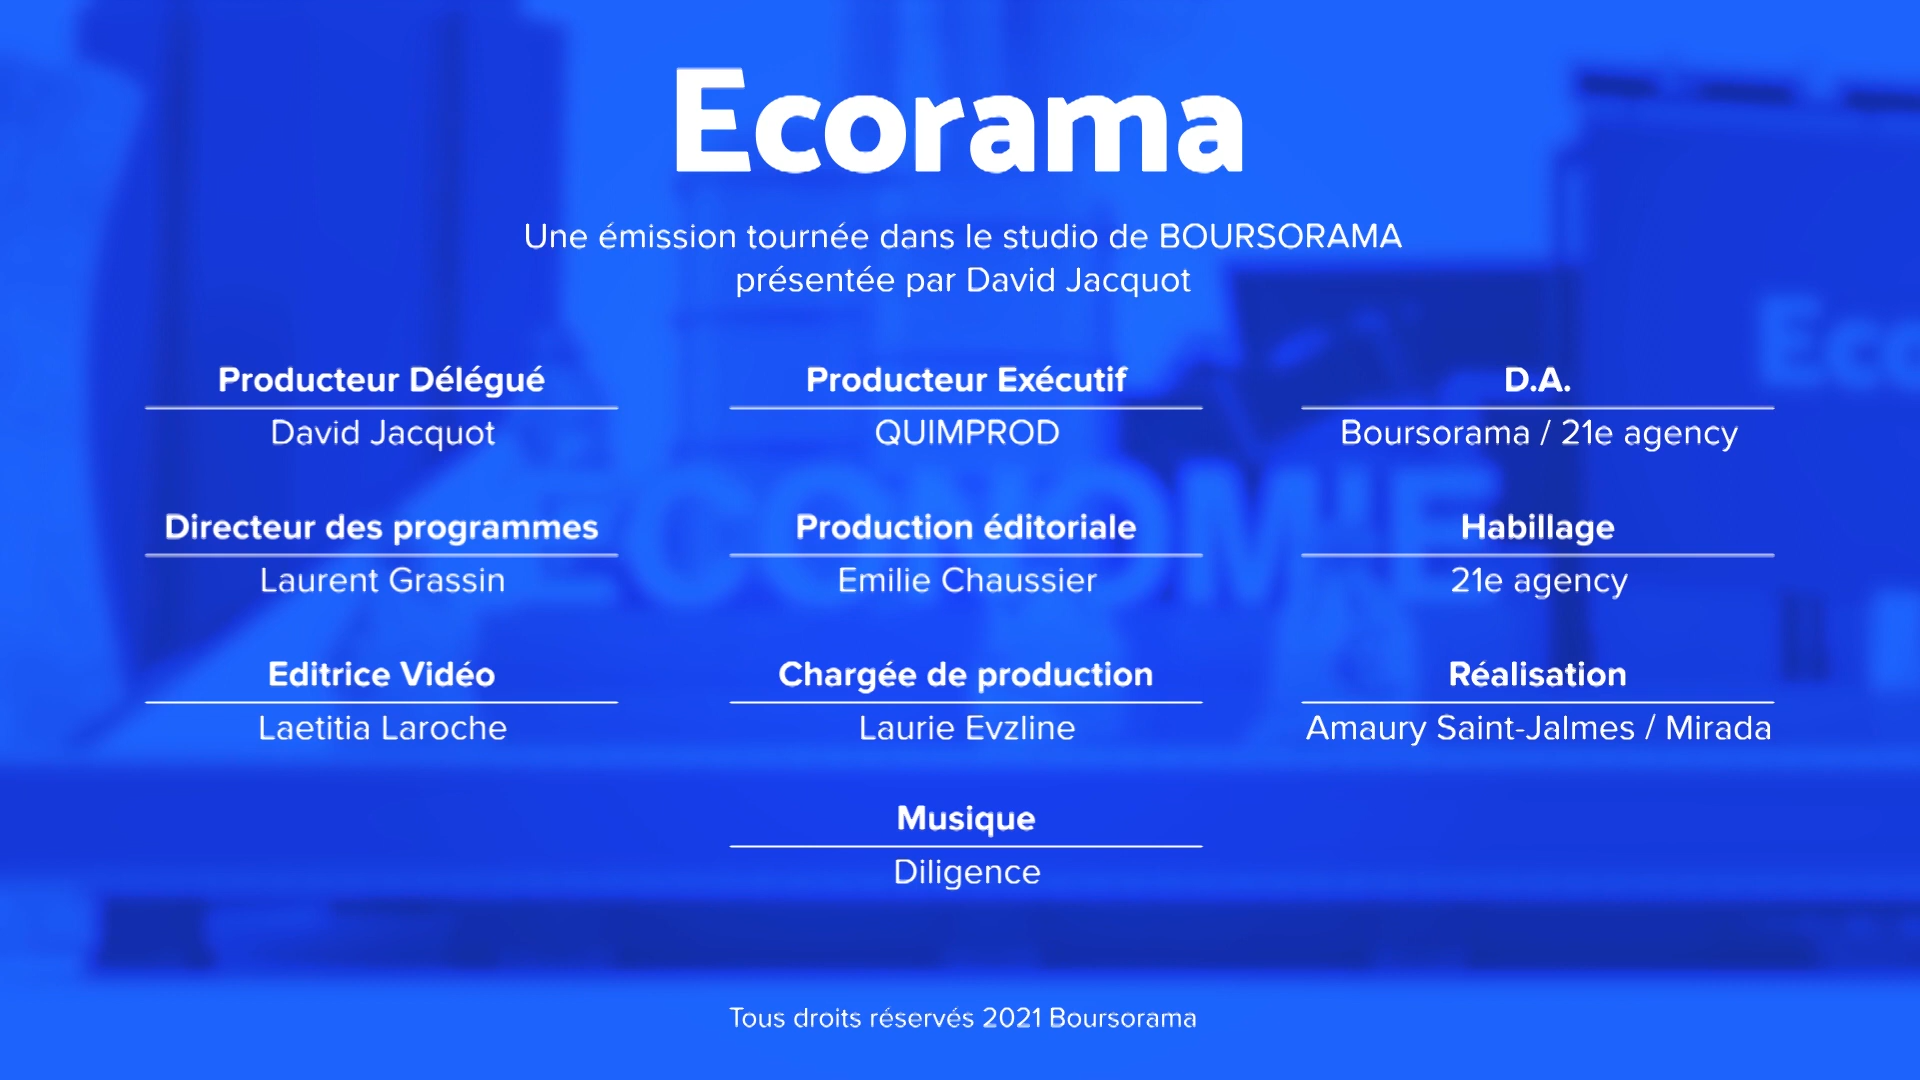 Ecorama
Une émission tournée dans le studio de BOURSORAMA
présentée par David Jacquot
Producteur Délégué
David Jacquot
Producteur Exécutif
QUIMPROD
D.A.
Boursorama / 21e agency
Directeur des programmes
Laurent Grassin
Production éditoriale
Emilie Chaussier
Habillage
21e agency
Editrice Vidéo
Laetitia Laroche
Chargée de production
Laurie Evzline
Réalisation
Amaury Saint-Jalmes / Mirada
Musique
Diligence
Tous droits réservés 2021 Boursorama
ECONOMIE
Eco